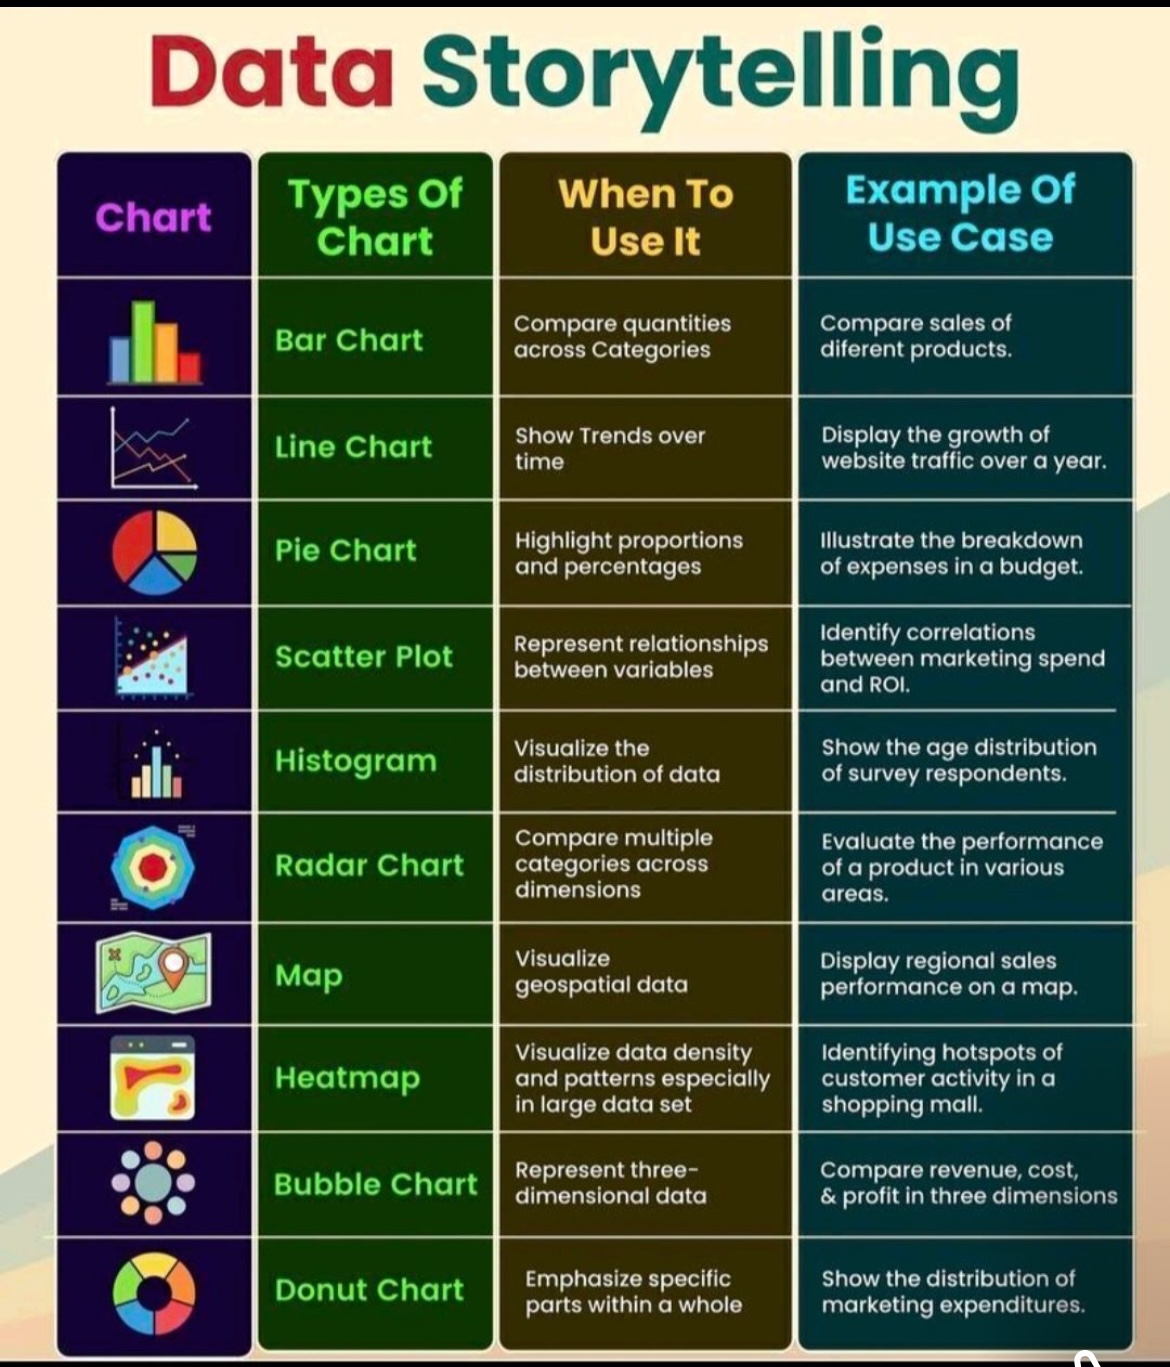 Data Storytelling
Chart
Types Of
Chart
When To
Use It
Example Of
Use Case
Bar Chart
Compare quantities
across Categories
Compare sales of
diferent products.
Line Chart
Show Trends over
time
Display the growth of
website traffic over a year.
Pie Chart
Highlight proportions
and percentages
Illustrate the breakdown
of expenses in a budget.
Scatter Plot
Represent relationships
between variables
Identify correlations
between marketing spend
and ROI.
Histogram
Visualize the
distribution of data
Show the age distribution
of survey respondents.
Radar Chart
Compare multiple
categories across
dimensions
Evaluate the performance
of a product in various
areas.
Map
Visualize
geospatial data
Display regional sales
performance on a map.
Heatmap
Visualize data density
and patterns especially
in large data set
Identifying hotspots of
customer activity in a
shopping mall.
Bubble Chart
Represent three-
dimensional data
Compare revenue, cost,
& profit in three dimensions
Donut Chart
Emphasize specific
parts within a whole
Show the distribution of
marketing expenditures.